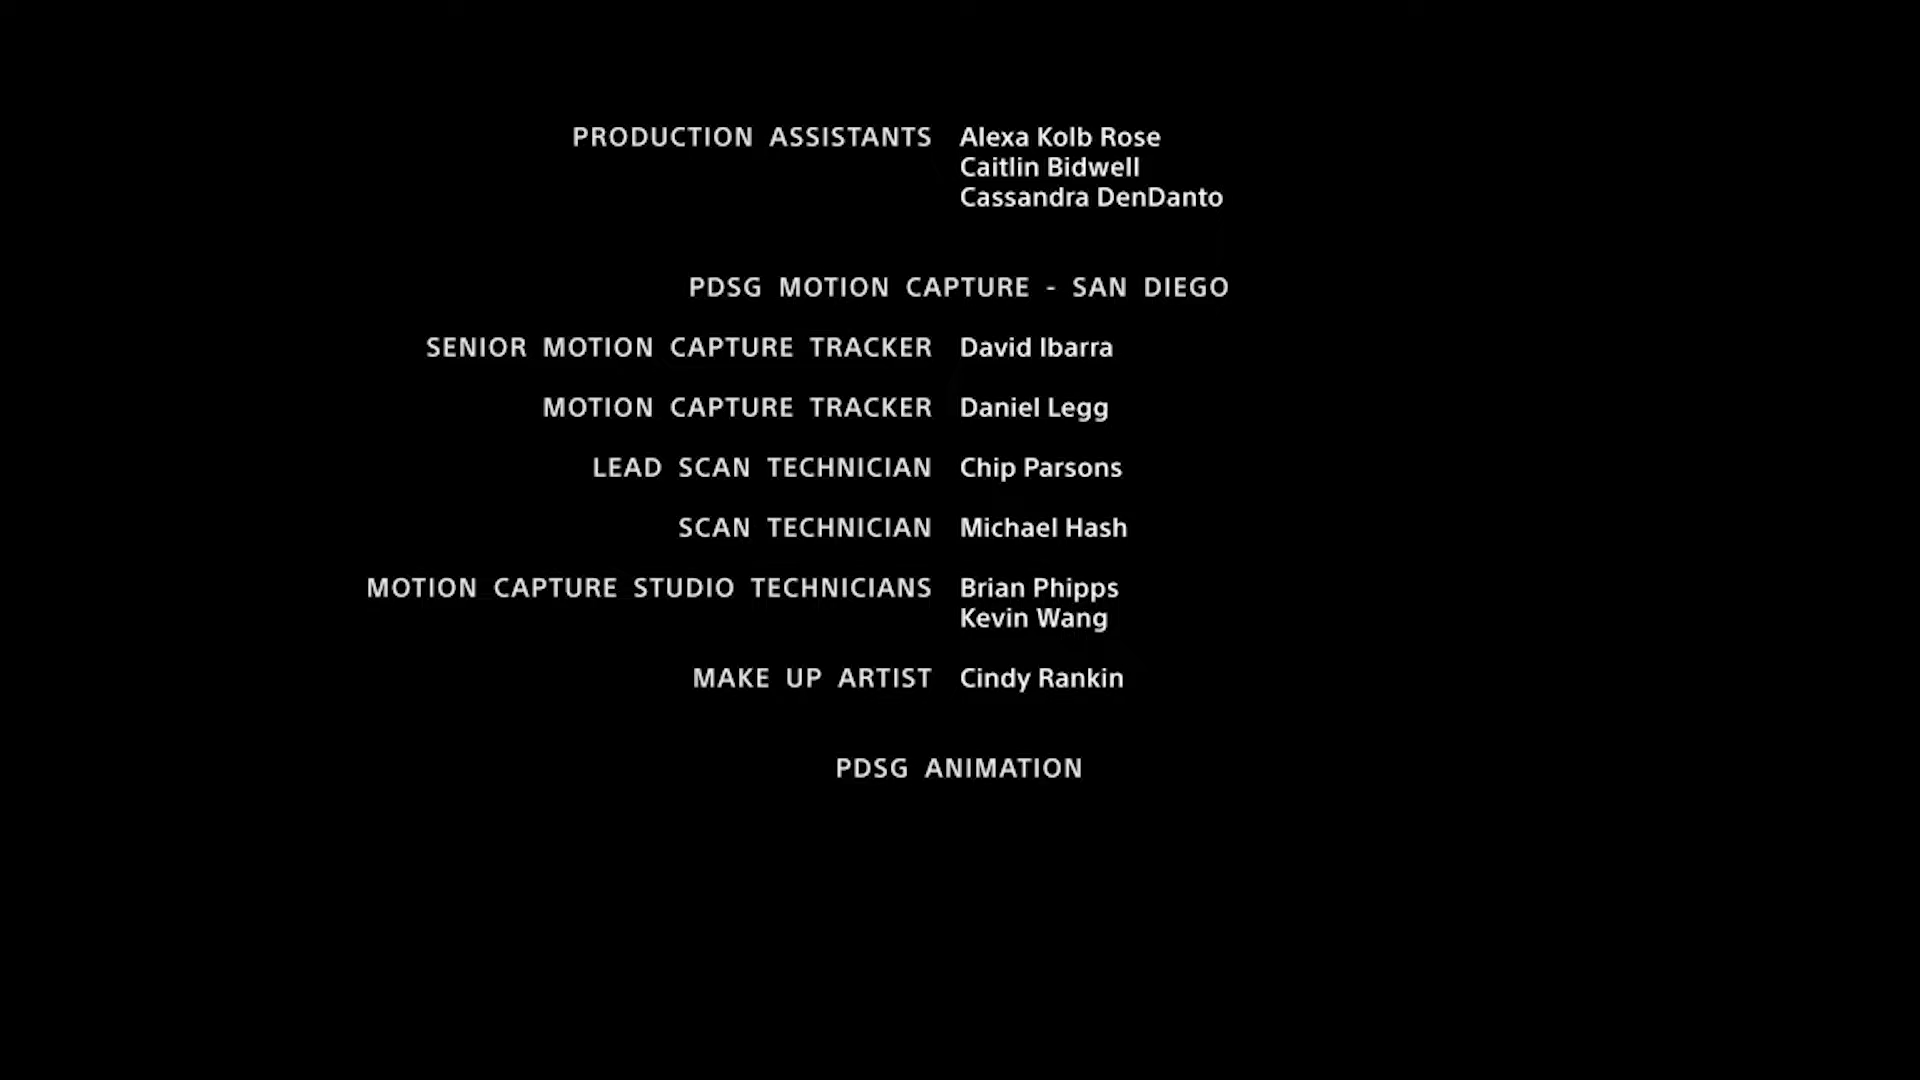 PRODUCTION ASSISTANTS Alexa Kolb Rose
Caitlin Bidwell
Cassandra DenDanto
PDSG MOTION CAPTURE - SAN DIEGO
SENIOR MOTION CAPTURE TRACKER David Ibarra
MOTION CAPTURE TRACKER Daniel Legg
LEAD SCAN TECHNICIAN Chip Parsons
SCAN TECHNICIAN Michael Hash
MOTION CAPTURE STUDIO TECHNICIANS Brian Phipps
Kevin Wang
MAKE UP ARTIST Cindy Rankin
PDSG ANIMATION